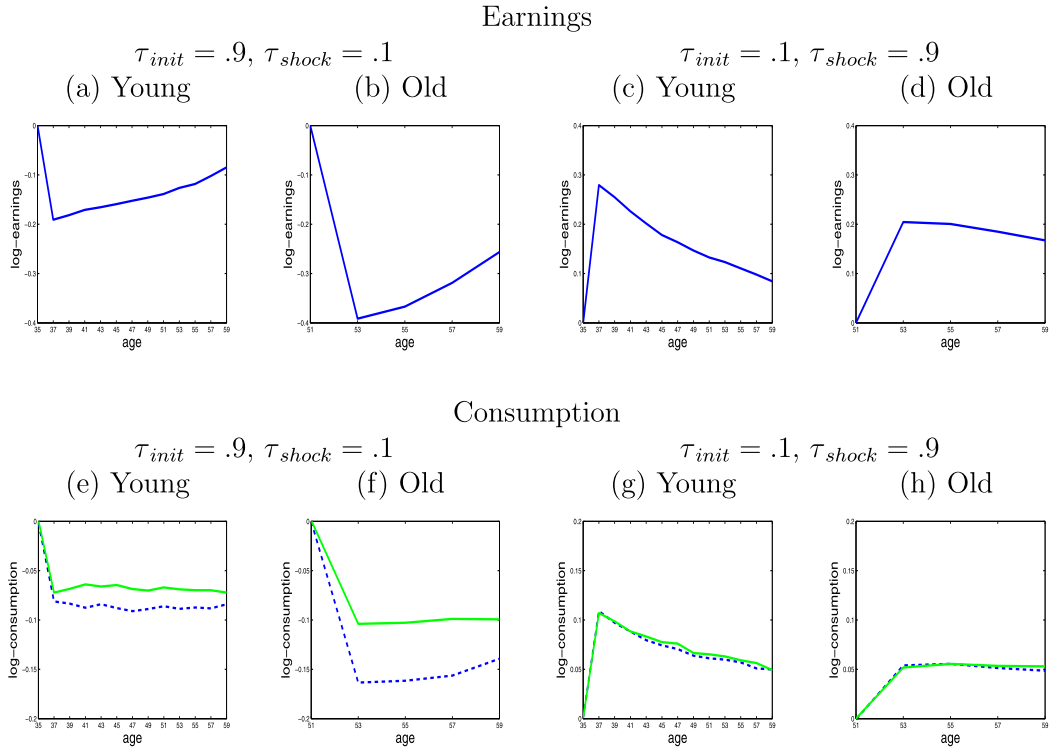 Earnings
τ_init = .9, τ_shock = .1 τ_init = .1, τ_shock = .9
(a) Young (b) Old (c) Young (d) Old
0 0 0.4 0.4
−0.1 −0.1 0.3 0.3
−0.2 −0.2 0.2 0.2
−0.3 −0.3 0.1 0.1
−0.4 −0.4 0 0
log−earnings log−earnings log−earnings log−earnings
35 37 39 41 43 45 47 49 51 53 55 57 59 51 53 55 57 59 35 37 39 41 43 45 47 49 51 53 55 57 59 51 53 55 57 59
age age age age
Consumption
τ_init = .9, τ_shock = .1 τ_init = .1, τ_shock = .9
(e) Young (f) Old (g) Young (h) Old
0 0 0.2 0.2
−0.05 −0.05 0.15 0.15
−0.1 −0.1 0.1 0.1
−0.15 −0.15 0.05 0.05
−0.2 −0.2 0 0
log−consumption log−consumption log−consumption log−consumption
35 37 39 41 43 45 47 49 51 53 55 57 59 51 53 55 57 59 35 37 39 41 43 45 47 49 51 53 55 57 59 51 53 55 57 59
age age age age